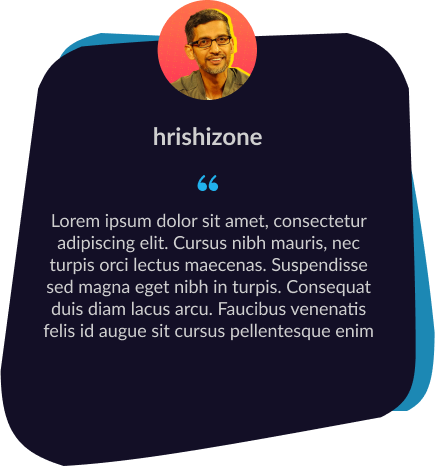 hrishizone
“
Lorem ipsum dolor sit amet, consectetur
adipiscing elit. Cursus nibh mauris, nec
turpis orci lectus maecenas. Suspendisse
sed magna eget nibh in turpis. Consequat
duis diam lacus arcu. Faucibus venenatis
felis id augue sit cursus pellentesque enim